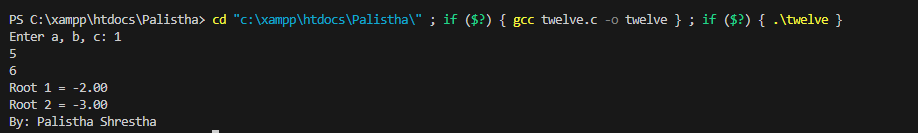 PS C:\xampp\htdocs\Palistha> cd "c:\xampp\htdocs\Palistha\" ; if ($?) { gcc twelve.c -o twelve } ; if ($?) { .\twelve }
Enter a, b, c: 1
5
6
Root 1 = -2.00
Root 2 = -3.00
By: Palistha Shrestha